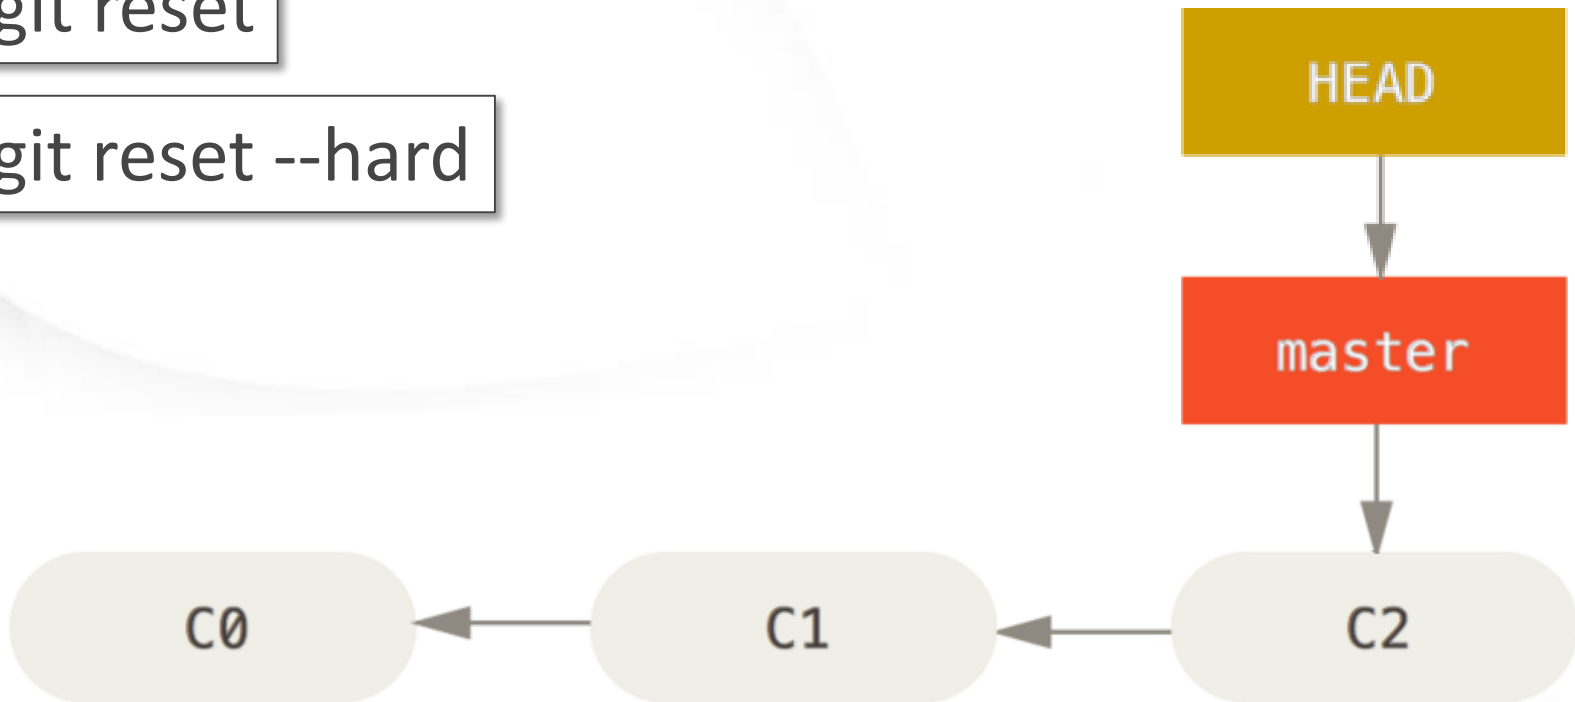 git reset
git reset --hard
HEAD
master
C0 C1 C2